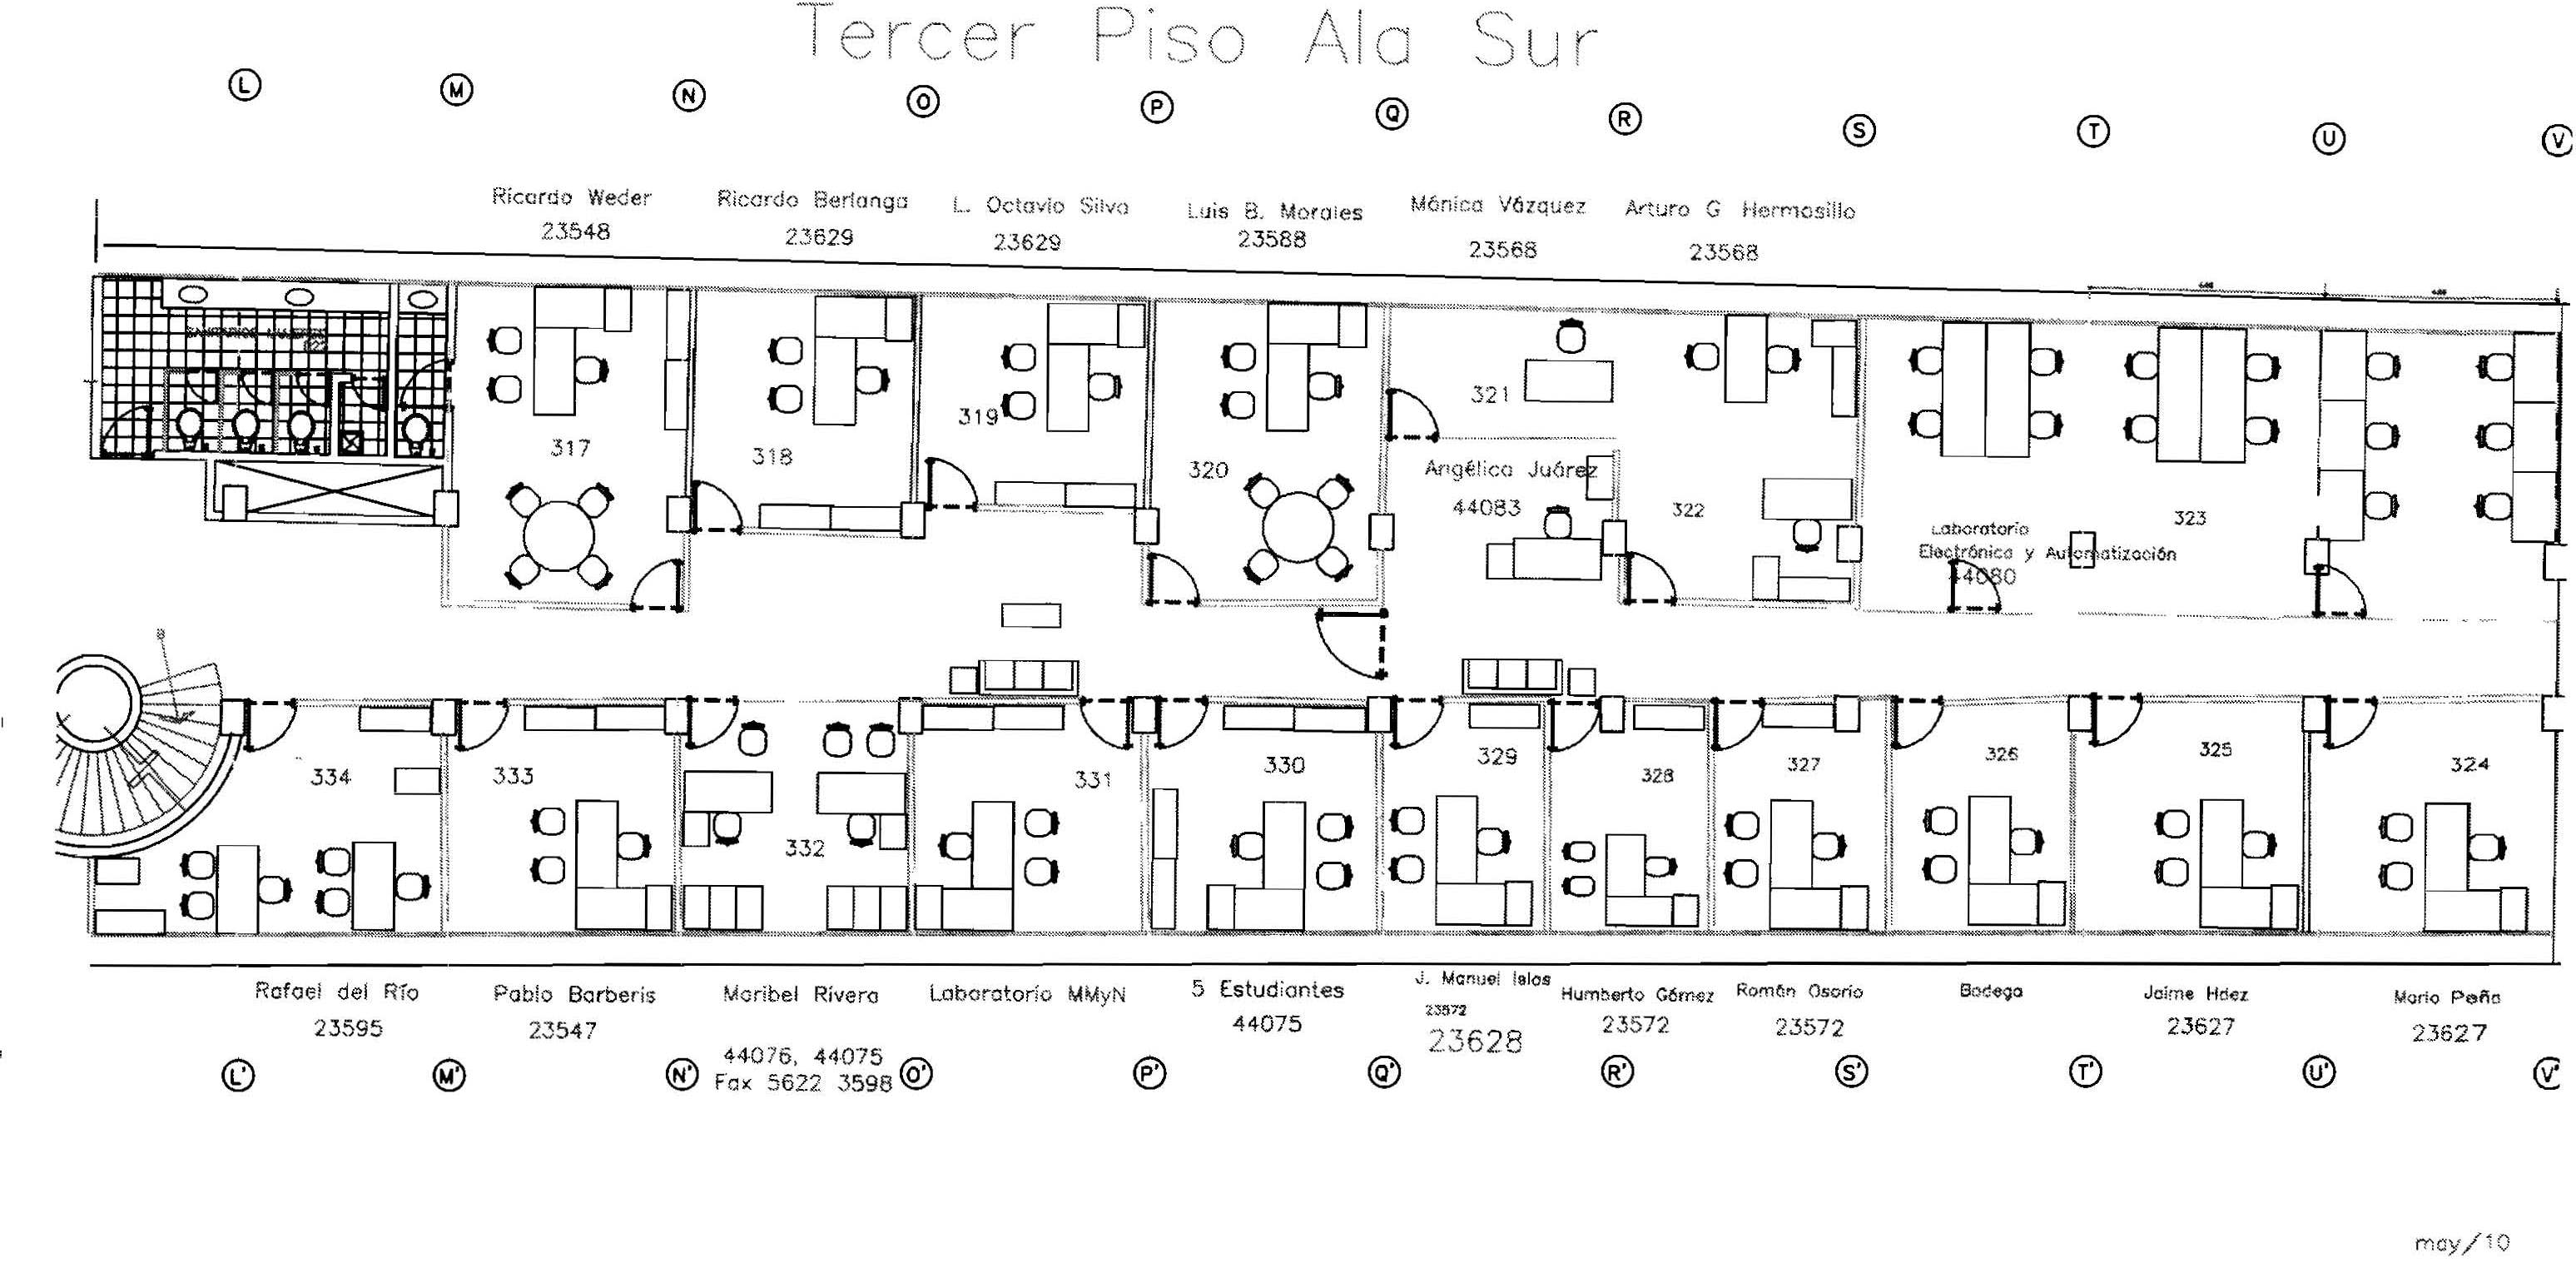 Tercer Piso Ala Sur
L M N O P Q R S T U V
Ricardo Weder
23548
Ricardo Berlanga
23629
L. Octavio Silva
23629
Luis B. Morales
23588
Mónica Vázquez
23568
Arturo G Hermosillo
23568
317
318
319
320
321
Angélica Juárez
44083
322
323
Laboratorio
Electrónica y Automatización
44080
334
333
332
331
330
329
328
327
326
325
324
Rafael del Río
23595
Pablo Barberis
23547
Maribel Rivera
44076, 44075
Fax 5622 3598
Laboratorio MMyN
5 Estudiantes
44075
J. Manuel Islas
23572
23628
Humberto Gómez
23572
Román Osorio
23572
Bodega
Jaime Hdez
23627
Mario Peña
23627
L' M' N' O' P' Q' R' S' T' U' V'
may/10